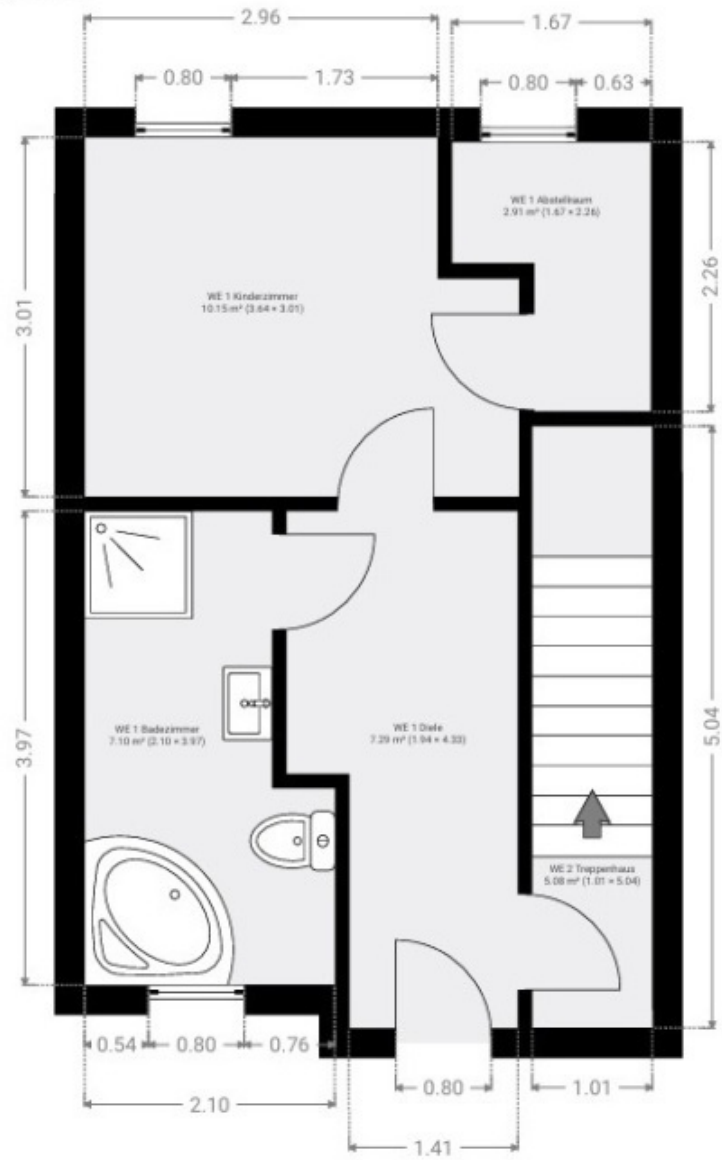 2.96
1.67
0.80
1.73
0.80
0.63
WE 1 Abstellraum
2.91 m² (1.67 × 2.26)
3.01
WE 1 Kinderzimmer
10.15 m² (3.64 × 3.01)
2.26
3.97
WE 1 Badezimmer
7.10 m² (2.10 × 3.97)
WE 1 Diele
7.29 m² (1.94 × 4.33)
5.04
WE 2 Treppenhaus
5.08 m² (1.01 × 5.04)
0.54
0.80
0.76
0.80
1.01
2.10
1.41